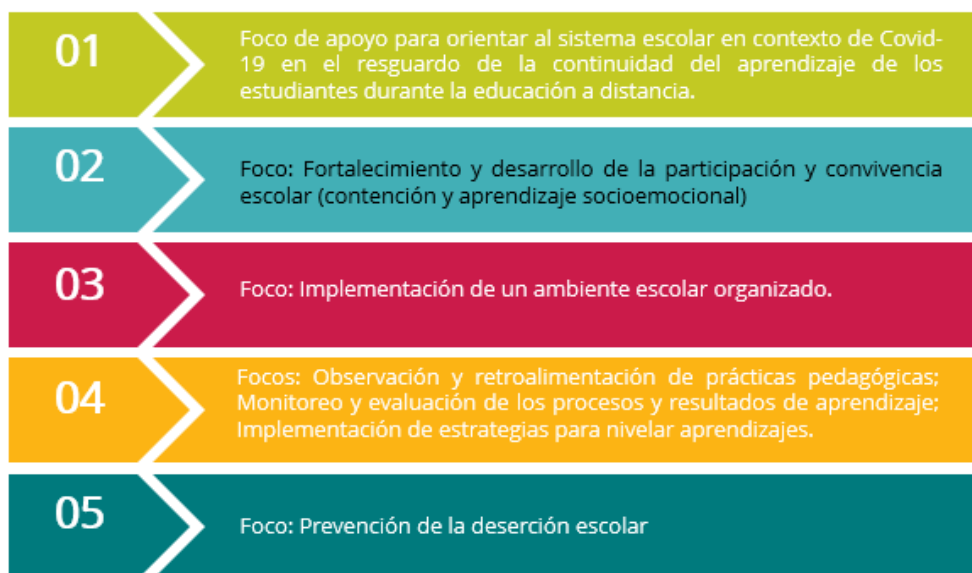 01
Foco de apoyo para orientar al sistema escolar en contexto de Covid-
19 en el resguardo de la continuidad del aprendizaje de los
estudiantes durante la educación a distancia.
02
Foco: Fortalecimiento y desarrollo de la participación y convivencia
escolar (contención y aprendizaje socioemocional)
03
Foco: Implementación de un ambiente escolar organizado.
04
Focos: Observación y retroalimentación de prácticas pedagógicas;
Monitoreo y evaluación de los procesos y resultados de aprendizaje;
Implementación de estrategias para nivelar aprendizajes.
05
Foco: Prevención de la deserción escolar